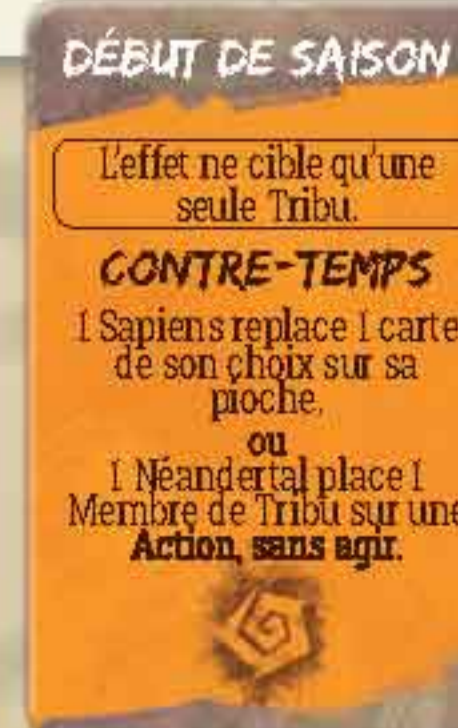 DÉBUT DE SAISON
L'effet ne cible qu'une
seule Tribu.
CONTRE-TEMPS
1 Sapiens replace 1 carte
de son choix sur sa
pioche,
ou
1 Néandertal place 1
Membre de Tribu sur une
Action, sans agir.